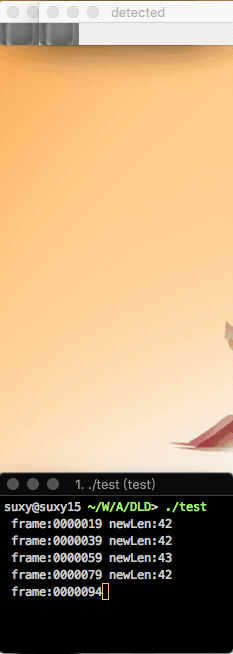 detected
1. ./test (test)
suxy@suxy15 ~/W/A/DLD> ./test
frame:0000019 newLen:42
frame:0000039 newLen:42
frame:0000059 newLen:43
frame:0000079 newLen:42
frame:0000094